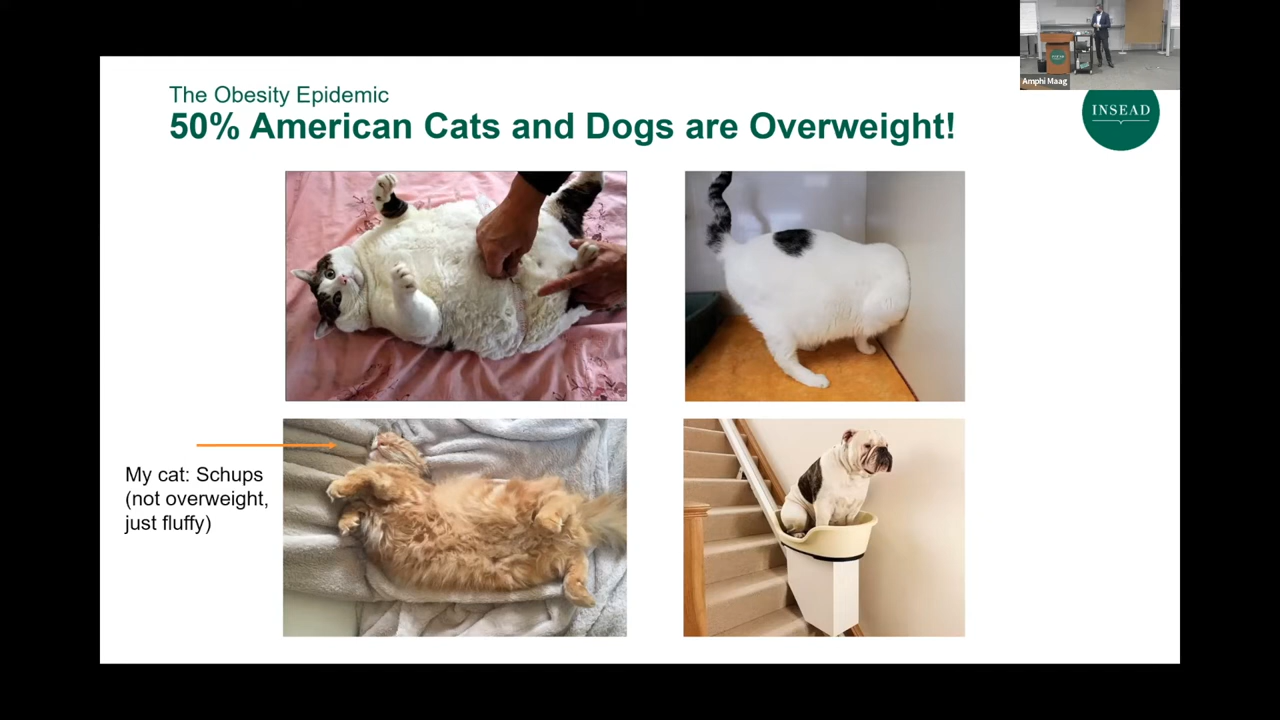 Amphi Maag
The Obesity Epidemic
50% American Cats and Dogs are Overweight!
INSEAD
My cat: Schups
(not overweight,
just fluffy)